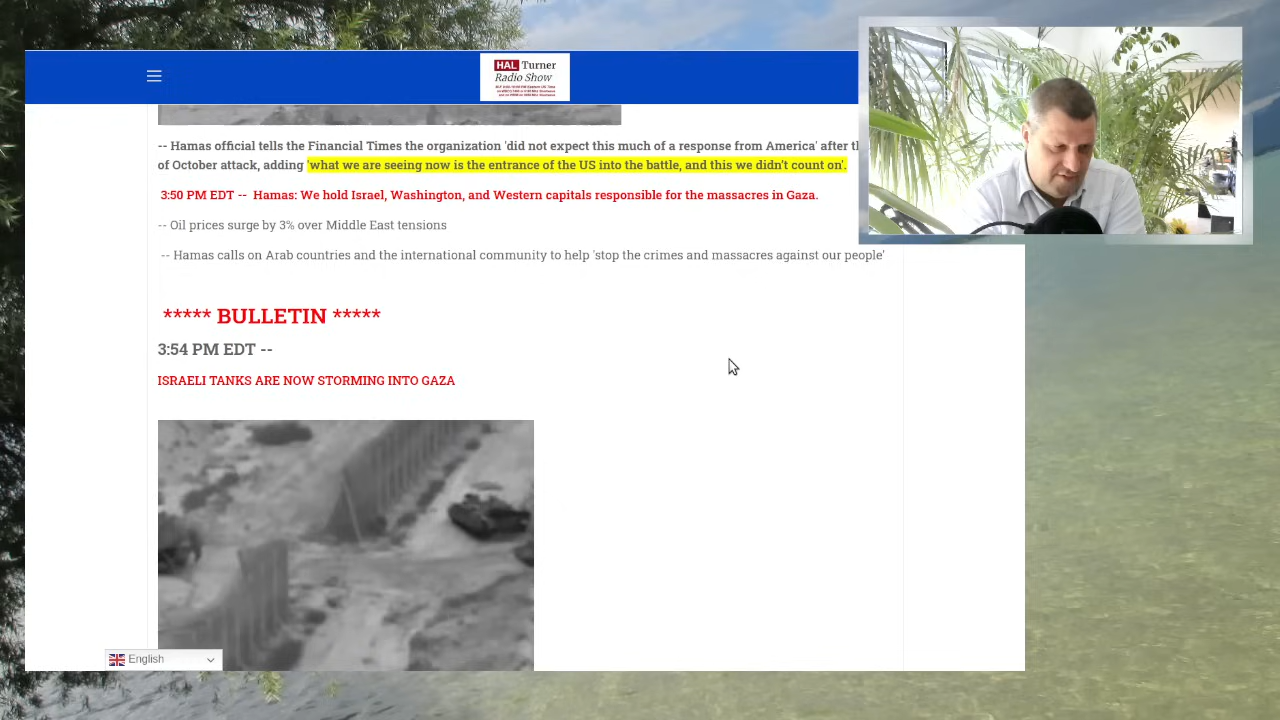 HAL Turner
Radio Show
-- Hamas official tells the Financial Times the organization 'did not expect this much of a response from America' after
of October attack, adding 'what we are seeing now is the entrance of the US into the battle, and this we didn't count on'.
3:50 PM EDT -- Hamas: We hold Israel, Washington, and Western capitals responsible for the massacres in Gaza.
-- Oil prices surge by 3% over Middle East tensions
-- Hamas calls on Arab countries and the international community to help 'stop the crimes and massacres against our people'
***** BULLETIN *****
3:54 PM EDT --
ISRAELI TANKS ARE NOW STORMING INTO GAZA
English